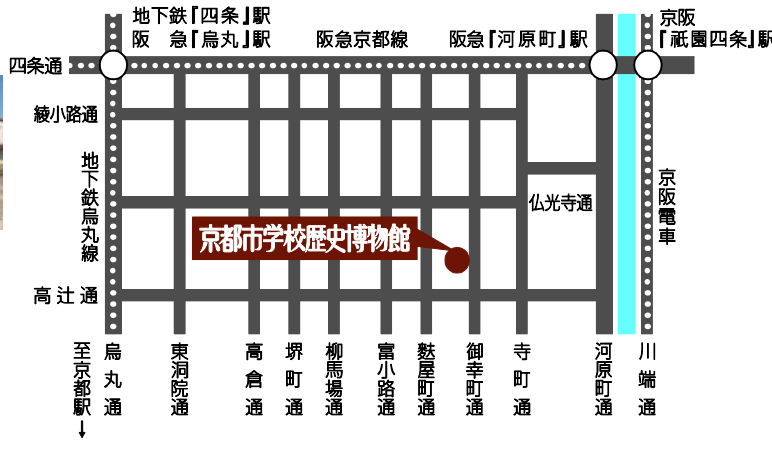 地下鉄『四条』駅
阪 急『烏丸』駅
阪急京都線
阪急『河原町』駅
京阪
『祇園四条』駅
四条通
綾小路通
地下鉄烏丸線
仏光寺通
京阪電車
京都市学校歴史博物館
高辻通
至京都駅
↓
烏丸通
東洞院通
高倉通
堺町通
柳馬場通
富小路通
麩屋町通
御幸町通
寺町通
河原町通
川端通